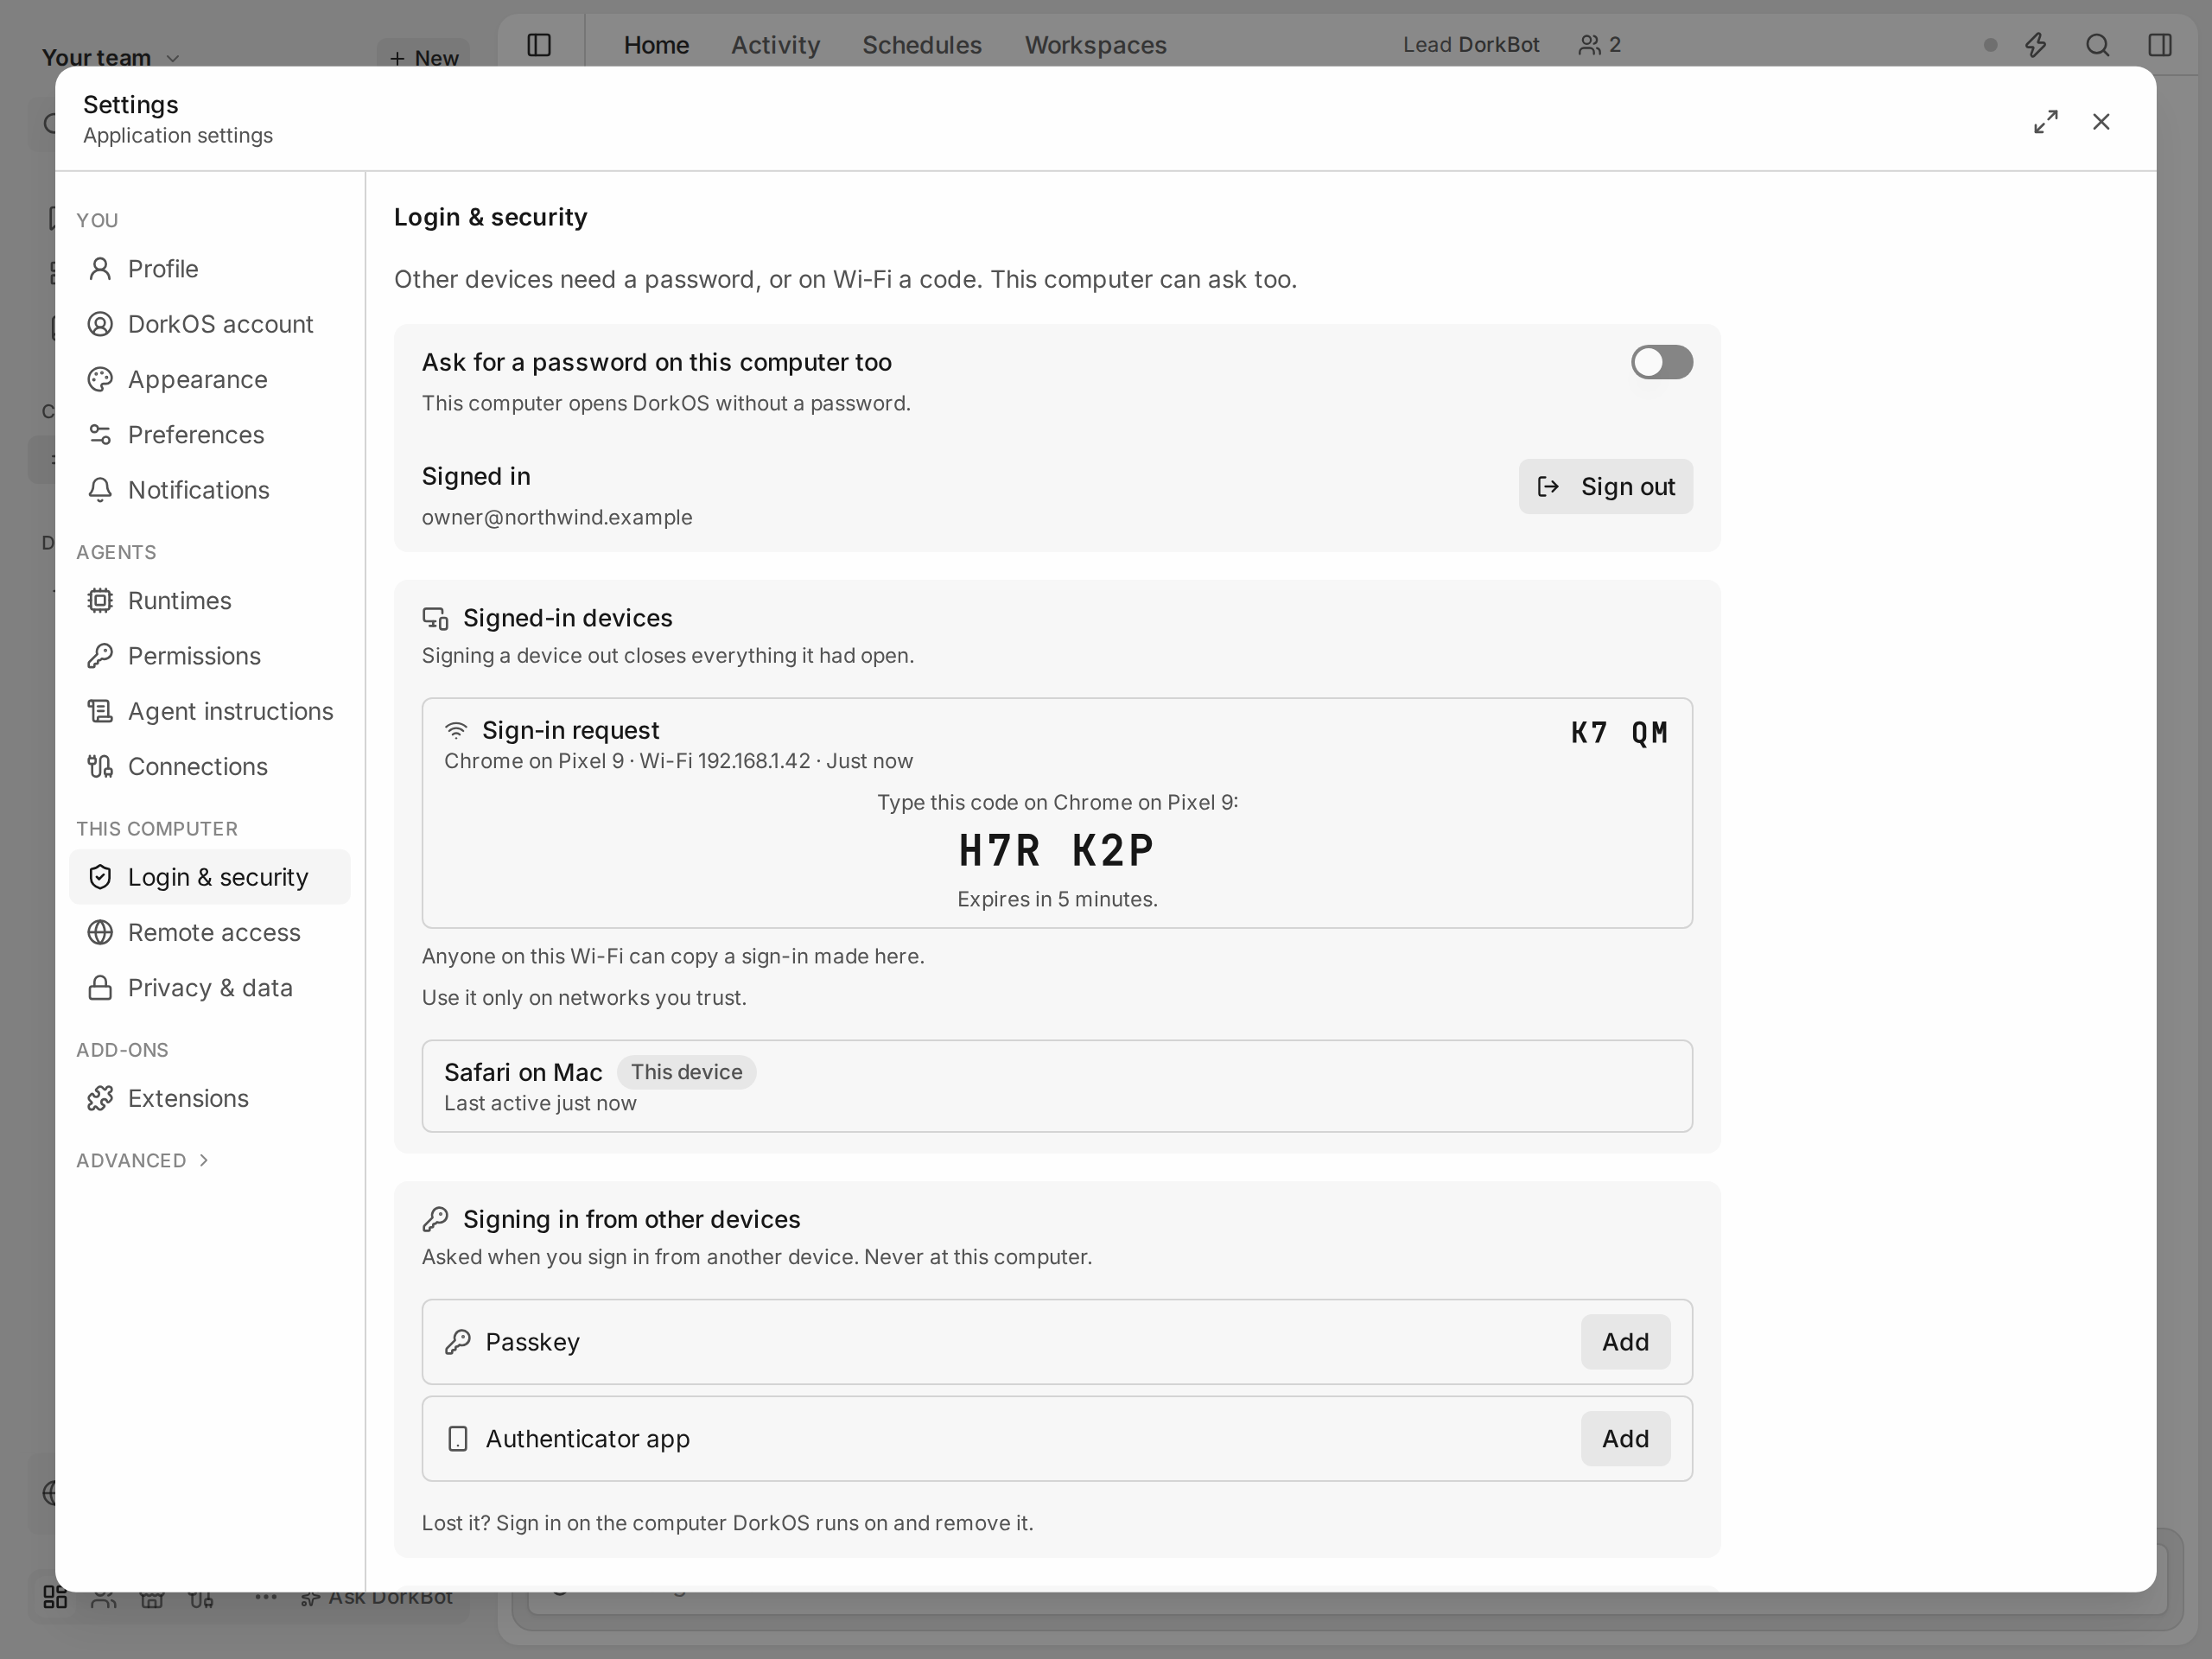 Your team
New
Home
Activity
Schedules
Workspaces
Lead DorkBot
2
Settings
Application settings
YOU
Profile
DorkOS account
Appearance
Preferences
Notifications
AGENTS
Runtimes
Permissions
Agent instructions
Connections
THIS COMPUTER
Login & security
Remote access
Privacy & data
ADD-ONS
Extensions
ADVANCED
Login & security
Other devices need a password, or on Wi-Fi a code. This computer can ask too.
Ask for a password on this computer too
This computer opens DorkOS without a password.
Signed in
owner@northwind.example
Sign out
Signed-in devices
Signing a device out closes everything it had open.
Sign-in request
K7 QM
Chrome on Pixel 9 · Wi-Fi 192.168.1.42 · Just now
Type this code on Chrome on Pixel 9:
H7R K2P
Expires in 5 minutes.
Anyone on this Wi-Fi can copy a sign-in made here.
Use it only on networks you trust.
Safari on Mac
This device
Last active just now
Signing in from other devices
Asked when you sign in from another device. Never at this computer.
Passkey
Add
Authenticator app
Add
Lost it? Sign in on the computer DorkOS runs on and remove it.
Ask DorkBot